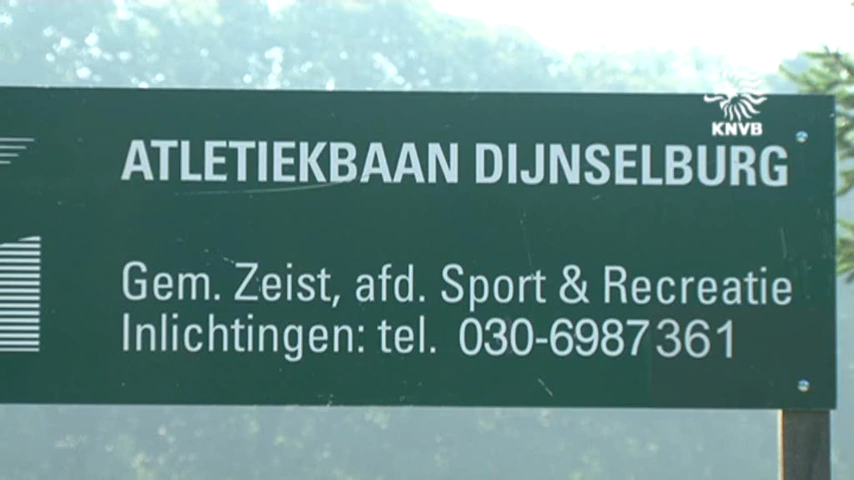 KNVB
ATLETIEKBAAN DIJNSELBURG
Gem. Zeist, afd. Sport & Recreatie
Inlichtingen: tel. 030-6987361